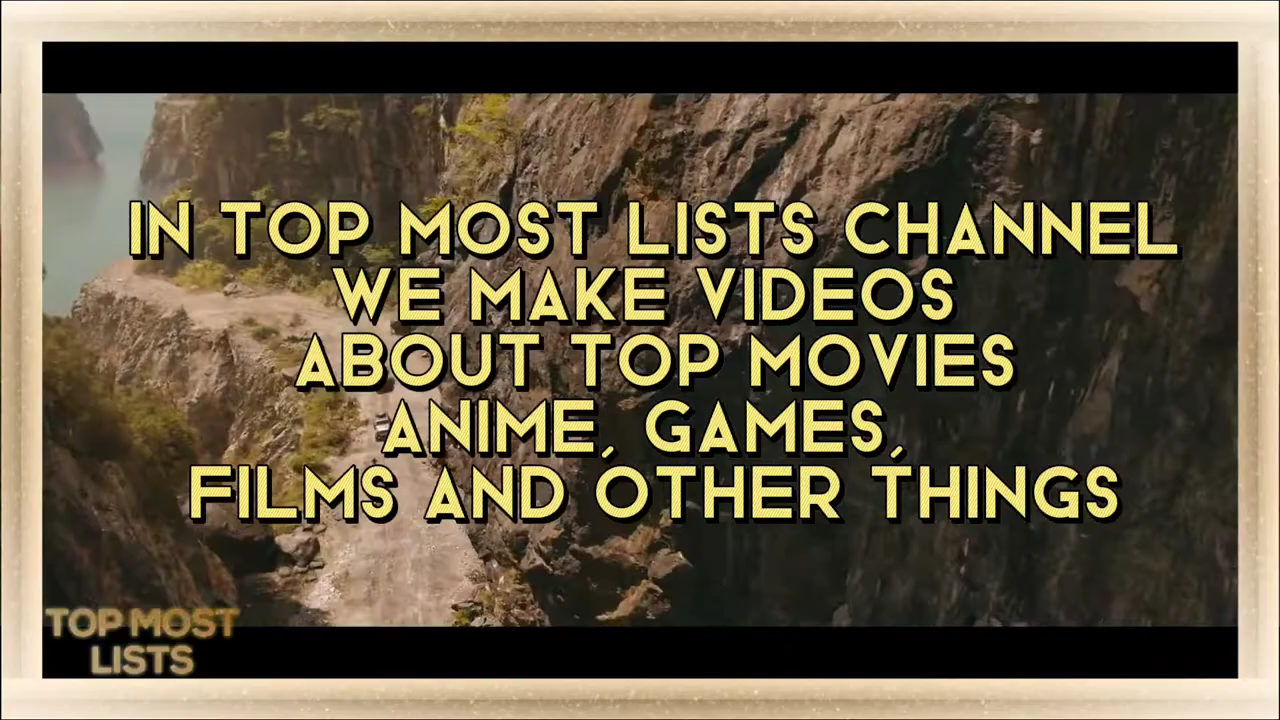 IN TOP MOST LISTS CHANNEL
WE MAKE VIDEOS
ABOUT TOP MOVIES
ANIME, GAMES,
FILMS AND OTHER THINGS
TOP MOST
LISTS